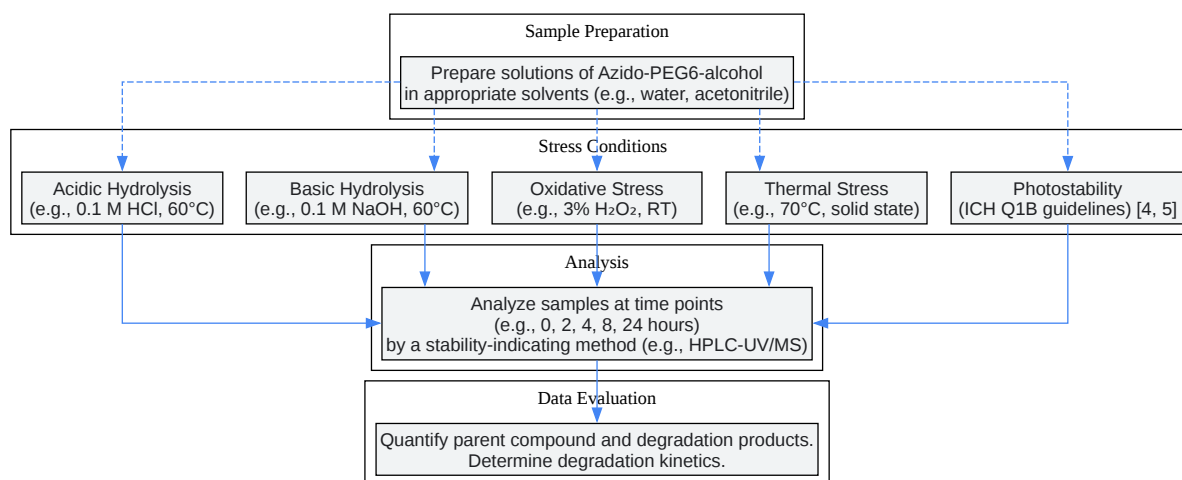 Sample Preparation
Prepare solutions of Azido-PEG6-alcohol
in appropriate solvents (e.g., water, acetonitrile)
Stress Conditions
Acidic Hydrolysis
(e.g., 0.1 M HCl, 60°C)
Basic Hydrolysis
(e.g., 0.1 M NaOH, 60°C)
Oxidative Stress
(e.g., 3% H₂O₂, RT)
Thermal Stress
(e.g., 70°C, solid state)
Photostability
(ICH Q1B guidelines) [4, 5]
Analysis
Analyze samples at time points
(e.g., 0, 2, 4, 8, 24 hours)
by a stability-indicating method (e.g., HPLC-UV/MS)
Data Evaluation
Quantify parent compound and degradation products.
Determine degradation kinetics.